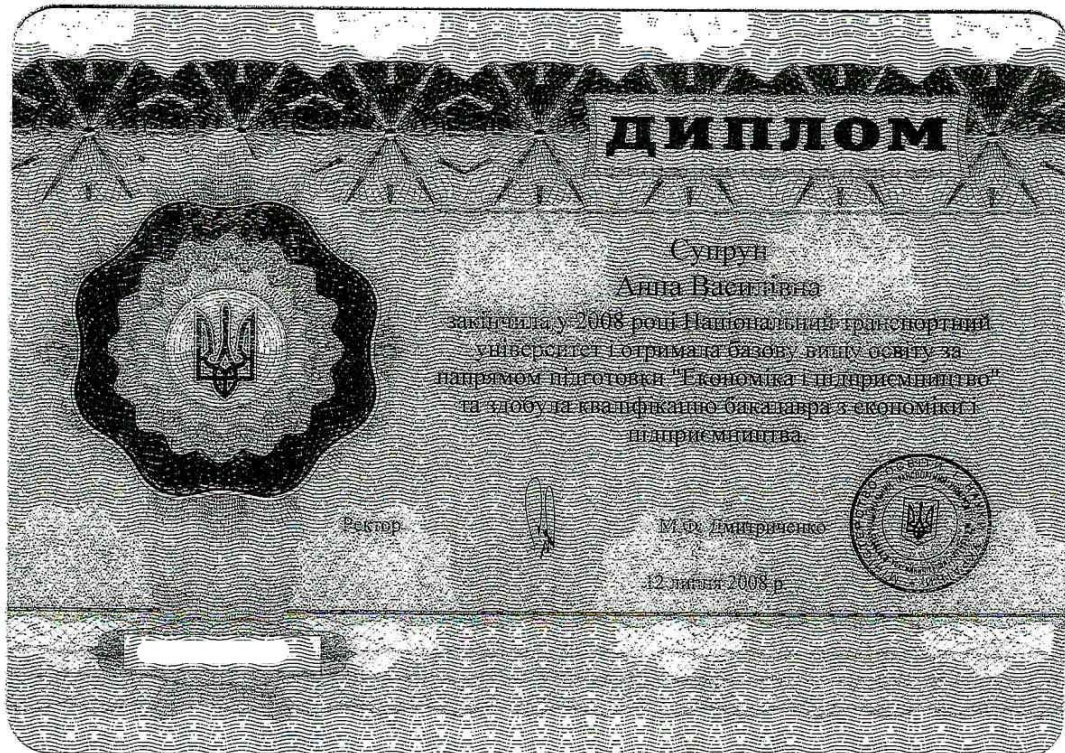 ДИПЛОМ
Супрун
Анна Василівна
закінчила у 2008 році Національний транспортний
університет і отримала базову вищу освіту за
напрямом підготовки "Економіка і підприємництво"
та здобула кваліфікацію бакалавра з економіки і
підприємництва.
Ректор
М.Ф. Дмитриченко
12 липня 2008 р.